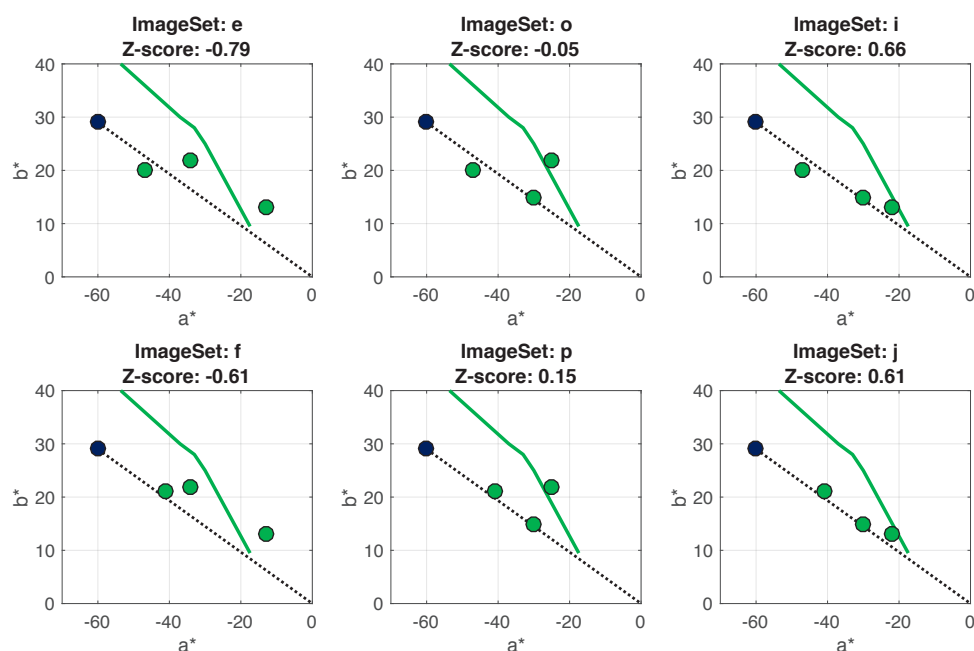 ImageSet: e
Z-score: -0.79
40
30
20
10
0
b*
-60
-40
-20
0
a*
ImageSet: o
Z-score: -0.05
40
30
20
10
0
b*
-60
-40
-20
0
a*
ImageSet: i
Z-score: 0.66
40
30
20
10
0
b*
-60
-40
-20
0
a*
ImageSet: f
Z-score: -0.61
40
30
20
10
0
b*
-60
-40
-20
0
a*
ImageSet: p
Z-score: 0.15
40
30
20
10
0
b*
-60
-40
-20
0
a*
ImageSet: j
Z-score: 0.61
40
30
20
10
0
b*
-60
-40
-20
0
a*